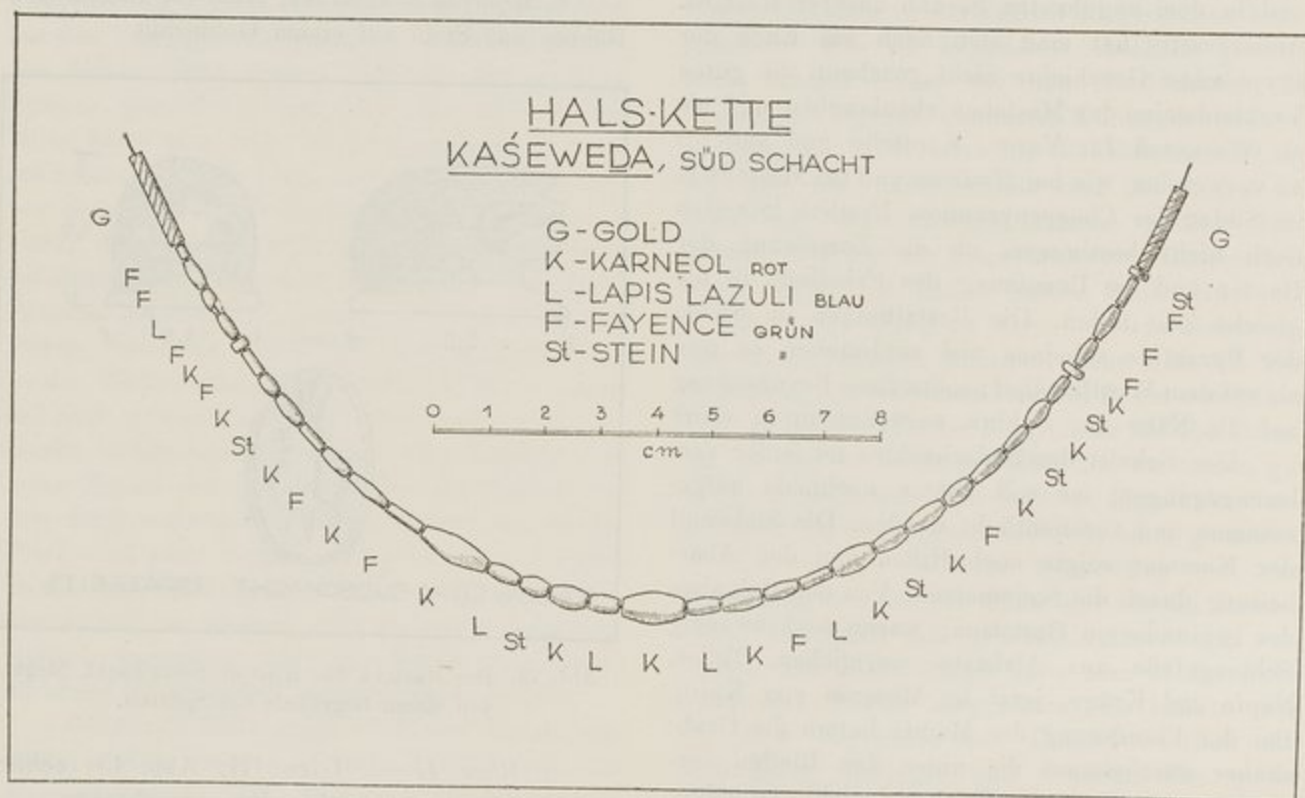 HALS-KETTE
KAŚEWEDA, SÜD SCHACHT
G-GOLD
K-KARNEOL ROT
L-LAPIS LAZULI BLAU
F-FAYENCE GRÜN
St-STEIN "
0 1 2 3 4 5 6 7 8
cm
G
F
F
L
F
K
F
K
St
K
F
K
F
K
L
St
K
L
K
L
K
F
L
K
St
K
F
K
St
K
St
K
F
F
F
St
G